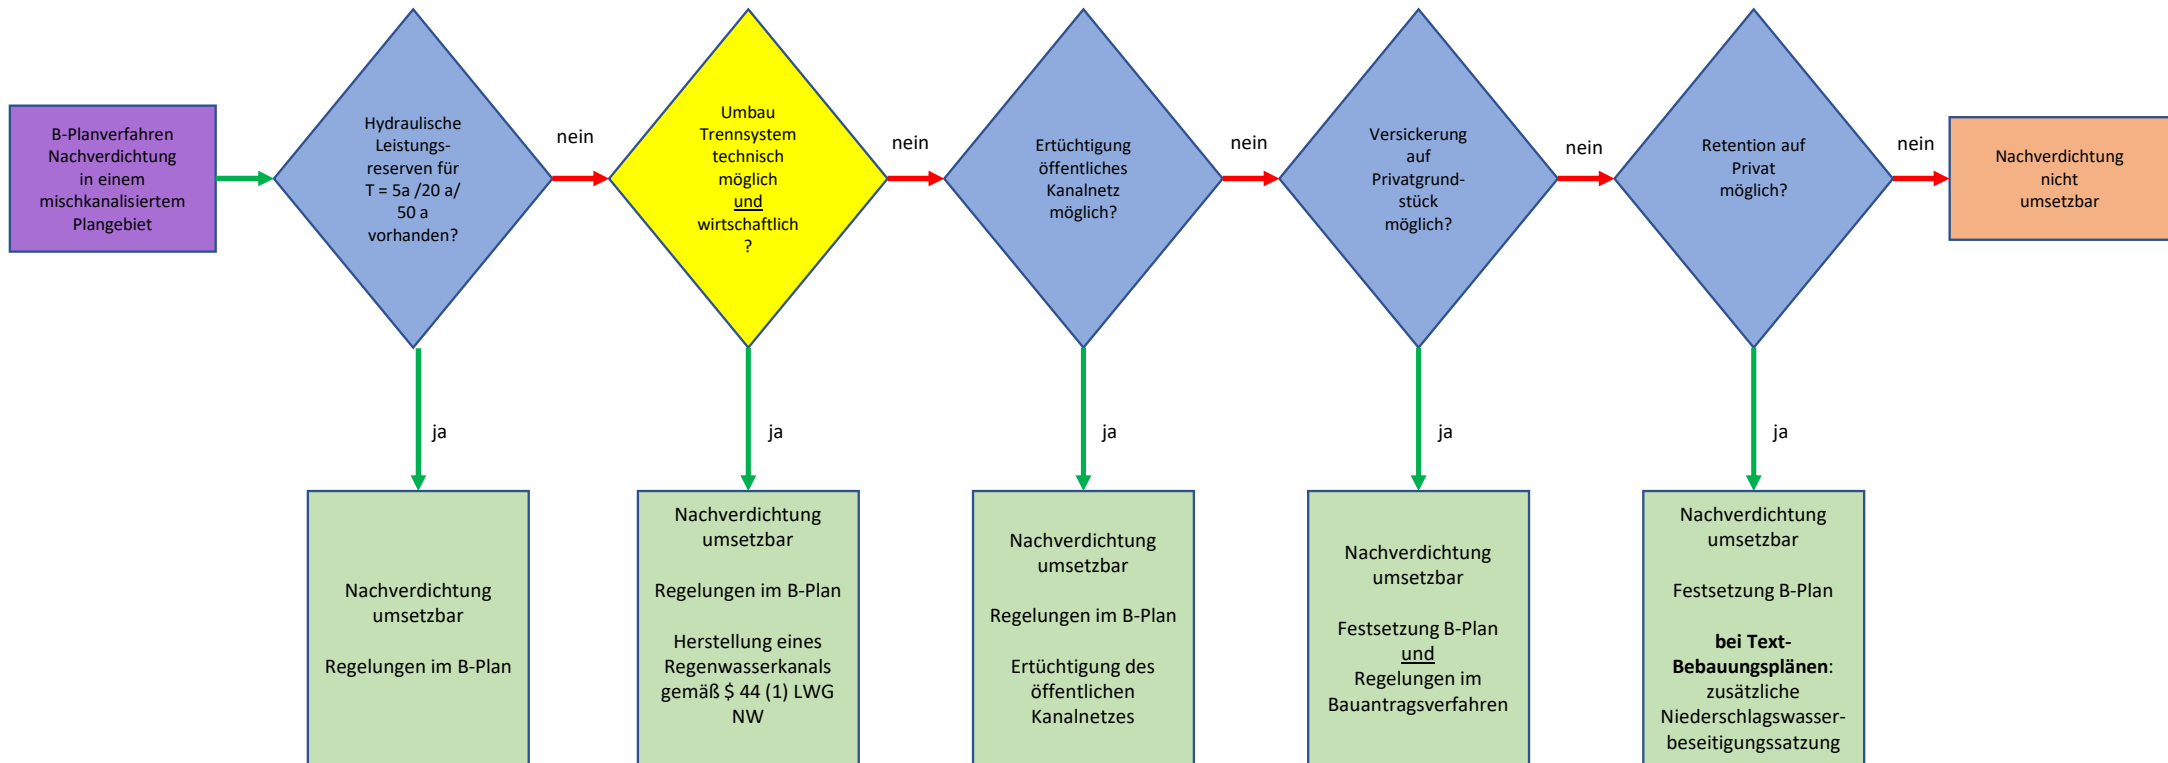 B-Planverfahren
Nachverdichtung
in einem
mischkanalisiertem
Plangebiet
Hydraulische
Leistungs-
reserven für
T = 5a /20 a/
50 a
vorhanden?
nein
Umbau
Trennsystem
technisch
möglich
und
wirtschaftlich
?
nein
Ertüchtigung
öffentliches
Kanalnetz
möglich?
nein
Versickerung
auf
Privatgrund-
stück
möglich?
nein
Retention auf
Privat
möglich?
nein
Nachverdichtung
nicht
umsetzbar
ja
ja
ja
ja
ja
Nachverdichtung
umsetzbar
Regelungen im B-Plan
Nachverdichtung
umsetzbar
Regelungen im B-Plan
Herstellung eines
Regenwasserkanals
gemäß $ 44 (1) LWG
NW
Nachverdichtung
umsetzbar
Regelungen im B-Plan
Ertüchtigung des
öffentlichen
Kanalnetzes
Nachverdichtung
umsetzbar
Festsetzung B-Plan
und
Regelungen im
Bauantragsverfahren
Nachverdichtung
umsetzbar
Festsetzung B-Plan
bei Text-
Bebauungsplänen:
zusätzliche
Niederschlagswasser-
beseitigungssatzung